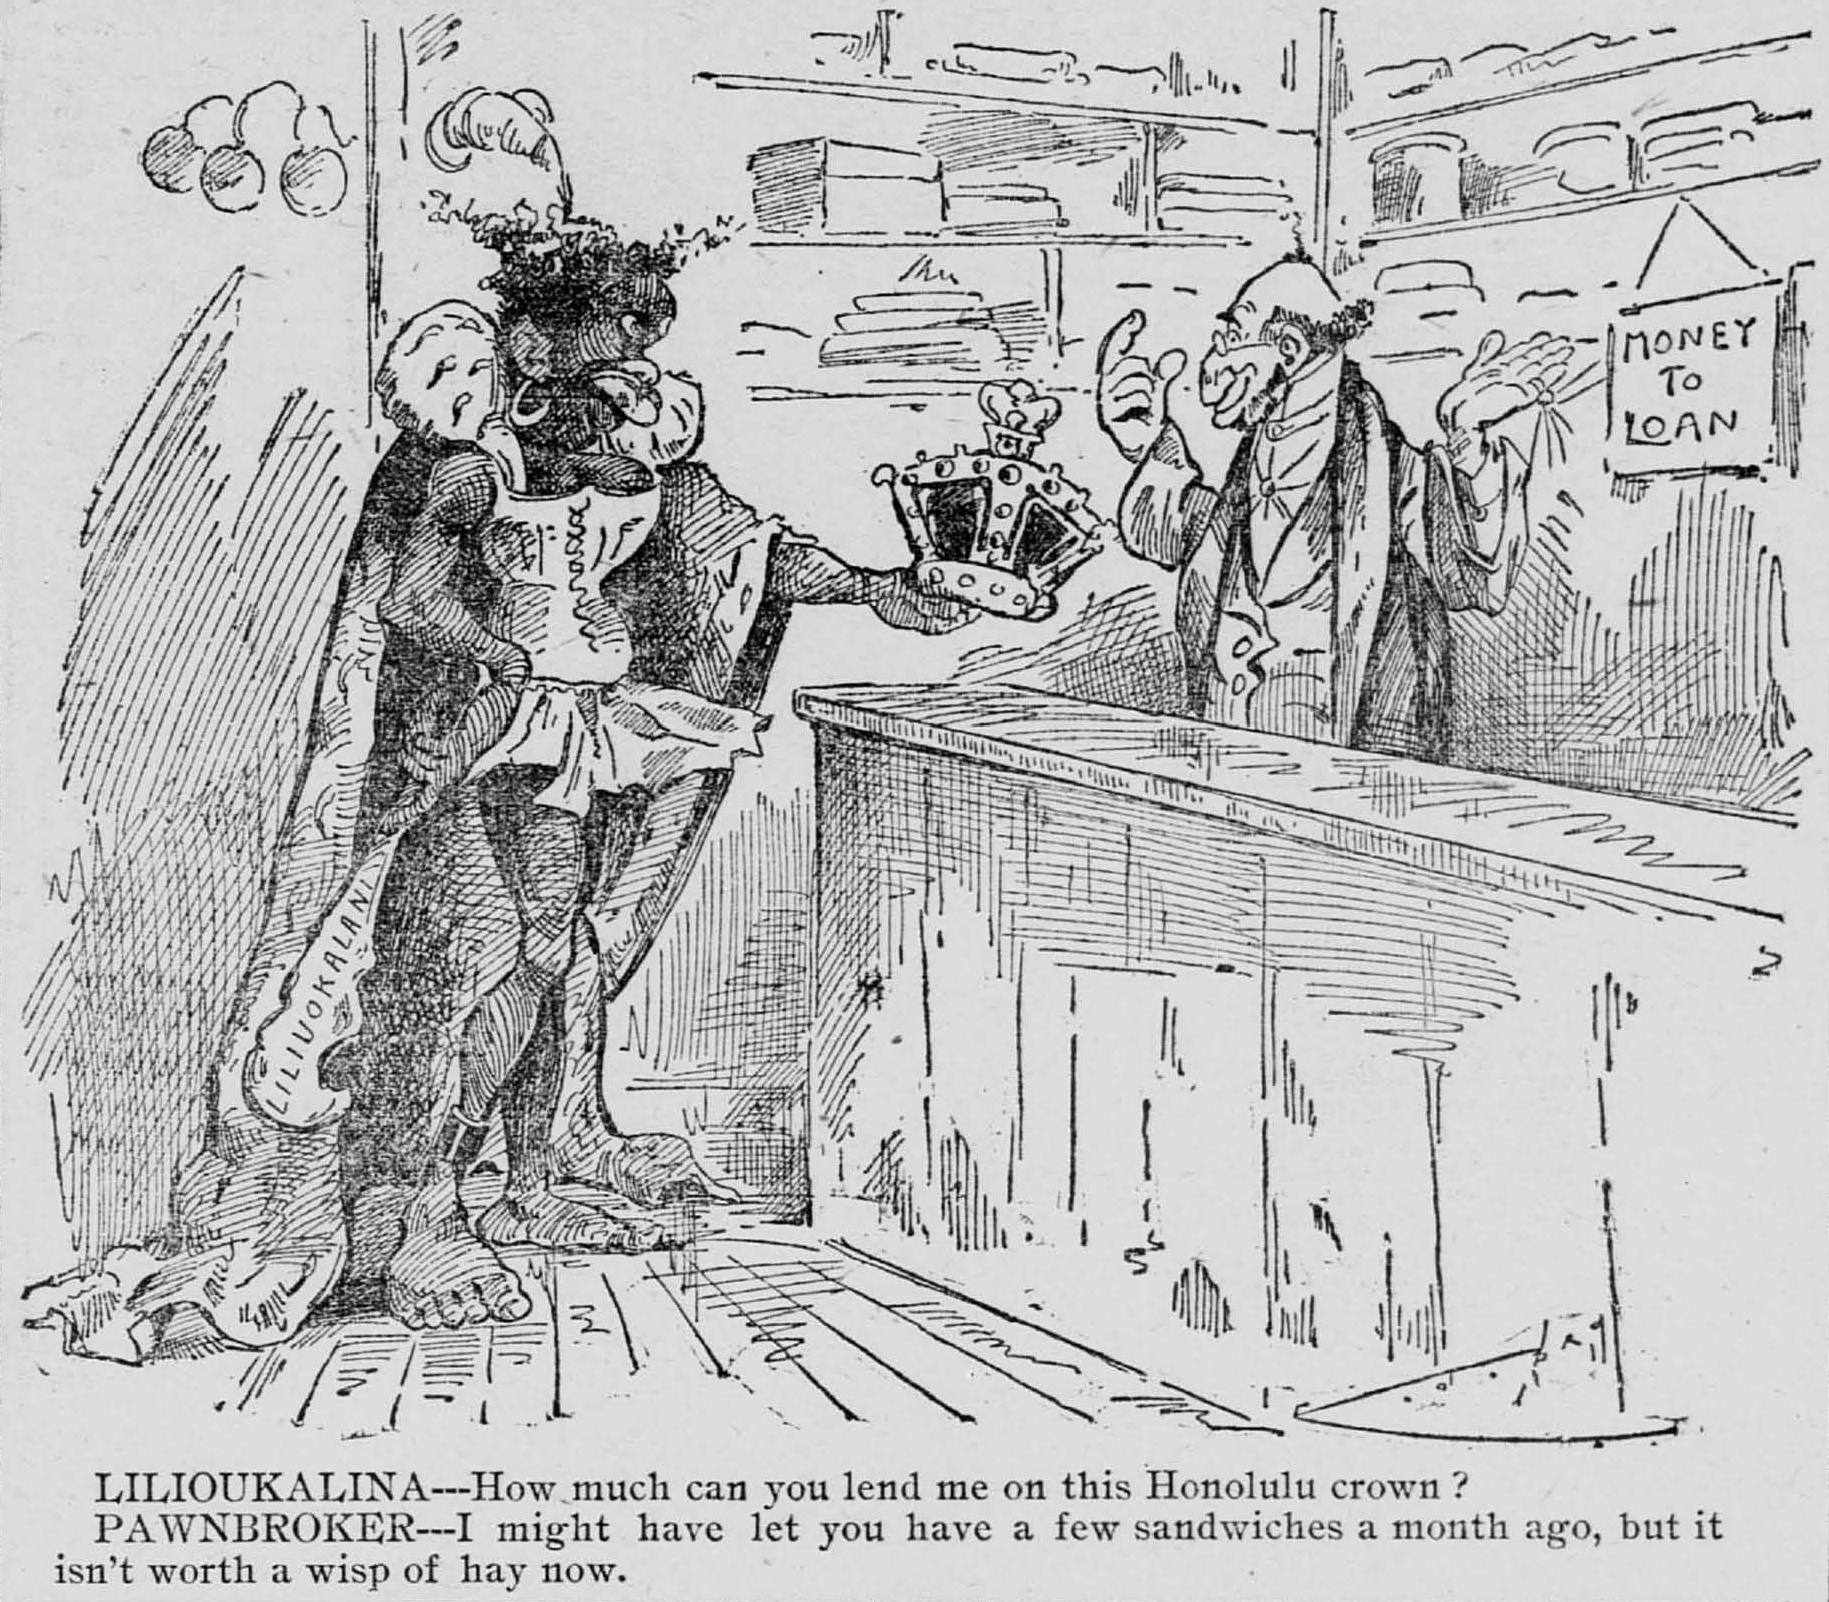 MONEY
TO
LOAN
LILIUOKALANI
LILIOUKALINA---How much can you lend me on this Honolulu crown ?
PAWNBROKER---I might have let you have a few sandwiches a month ago, but it
isn't worth a wisp of hay now.